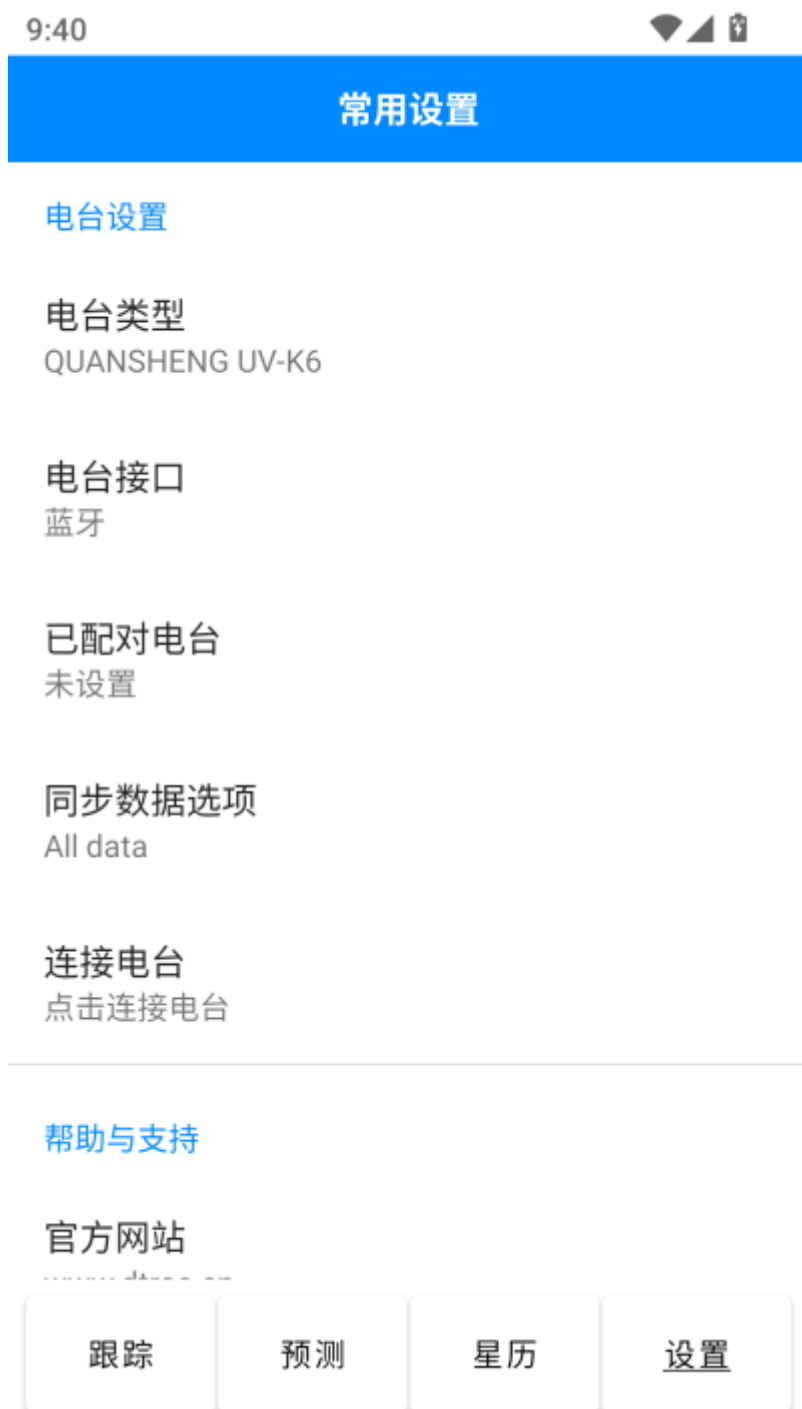 9:40
常用设置
电台设置
电台类型
QUANSHENG UV-K6
电台接口
蓝牙
已配对电台
未设置
同步数据选项
All data
连接电台
点击连接电台
帮助与支持
官方网站
跟踪 预测 星历 设置